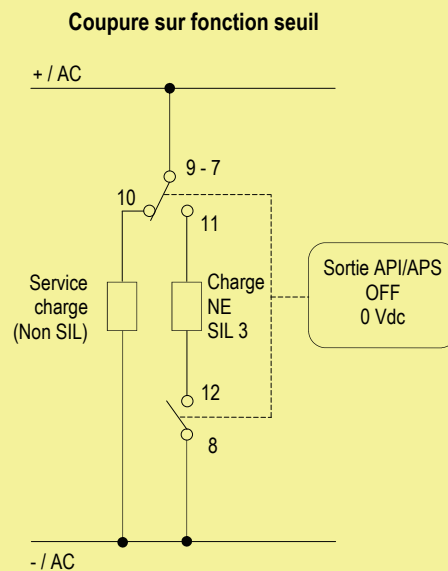 Coupure sur fonction seuil
+ / AC
9 - 7
10
11
Service
charge
(Non SIL)
Charge
NE
SIL 3
Sortie API/APS
OFF
0 Vdc
12
8
- / AC